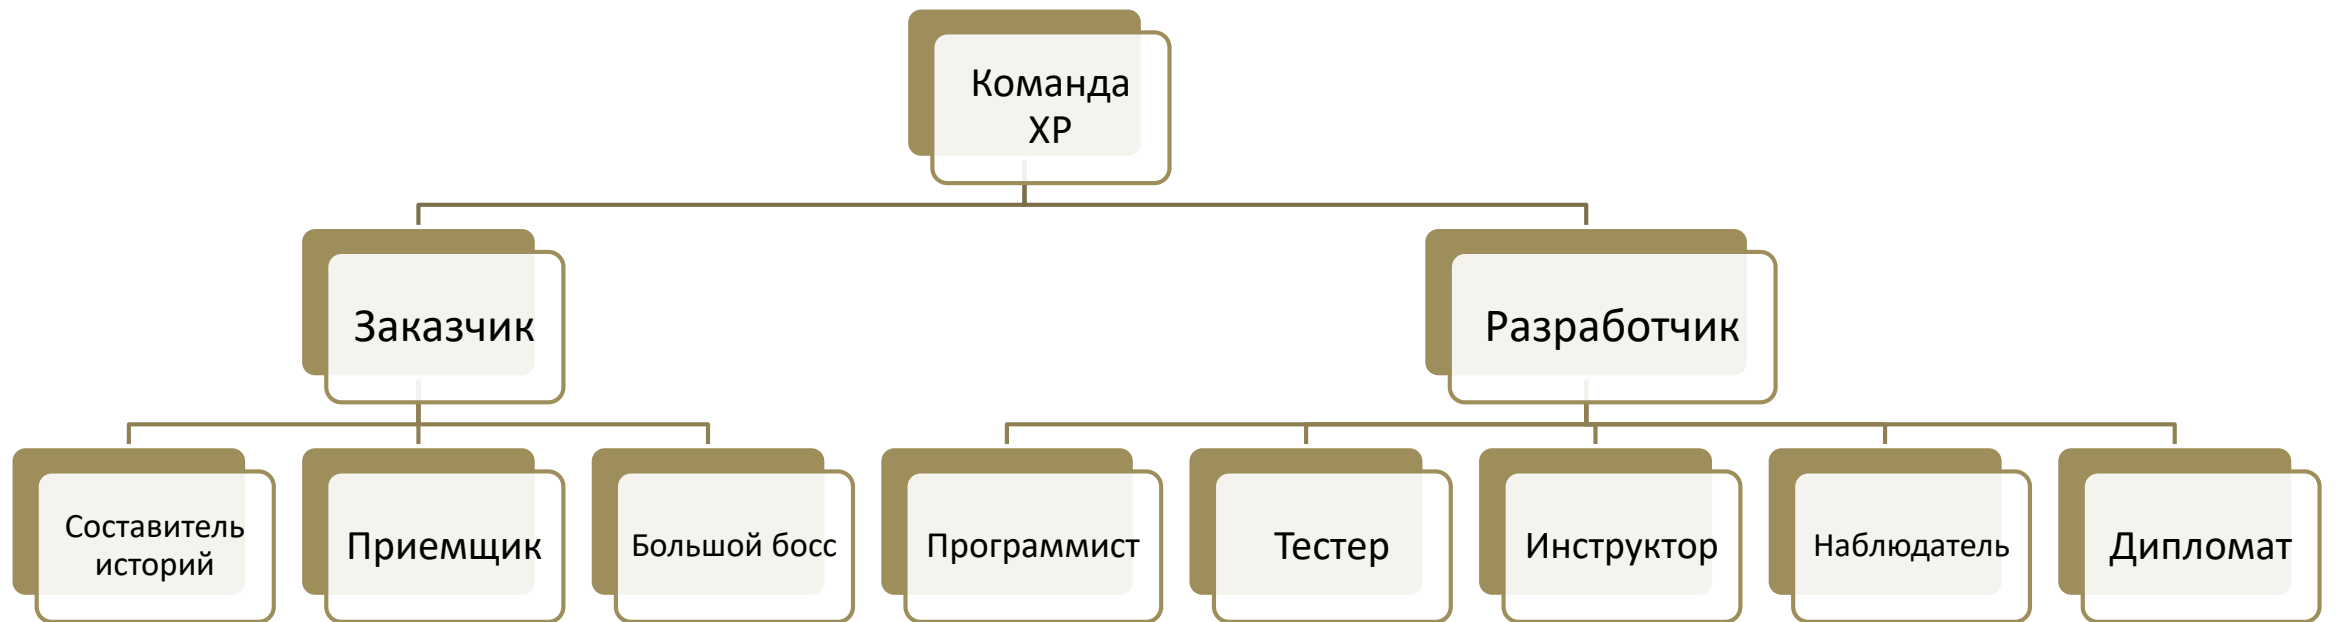 Команда
XP
Заказчик
Разработчик
Составитель
историй
Приемщик
Большой босс
Программист
Тестер
Инструктор
Наблюдатель
Дипломат